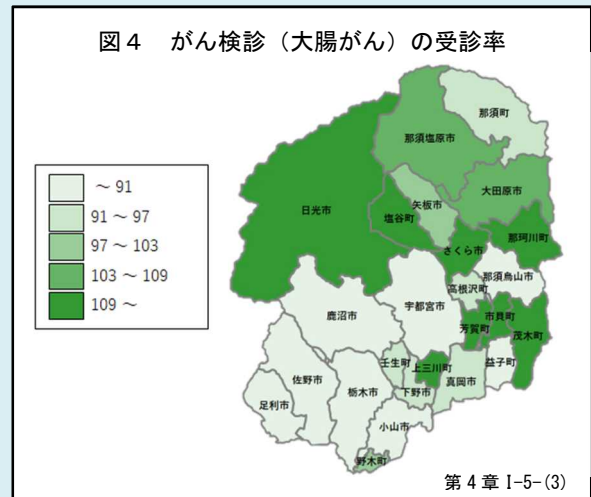 図４　がん検診（大腸がん）の受診率
～ 91
91 ～ 97
97 ～ 103
103 ～ 109
109 ～
那須町
那須塩原市
大田原市
日光市
矢板市
塩谷町
那珂川町
さくら市
那須烏山市
高根沢町
宇都宮市
鹿沼市
市貝町
茂木町
芳賀町
益子町
壬生町
上三川町
真岡市
下野市
佐野市
栃木市
足利市
小山市
野木町
第４章Ⅰ-5-(3)